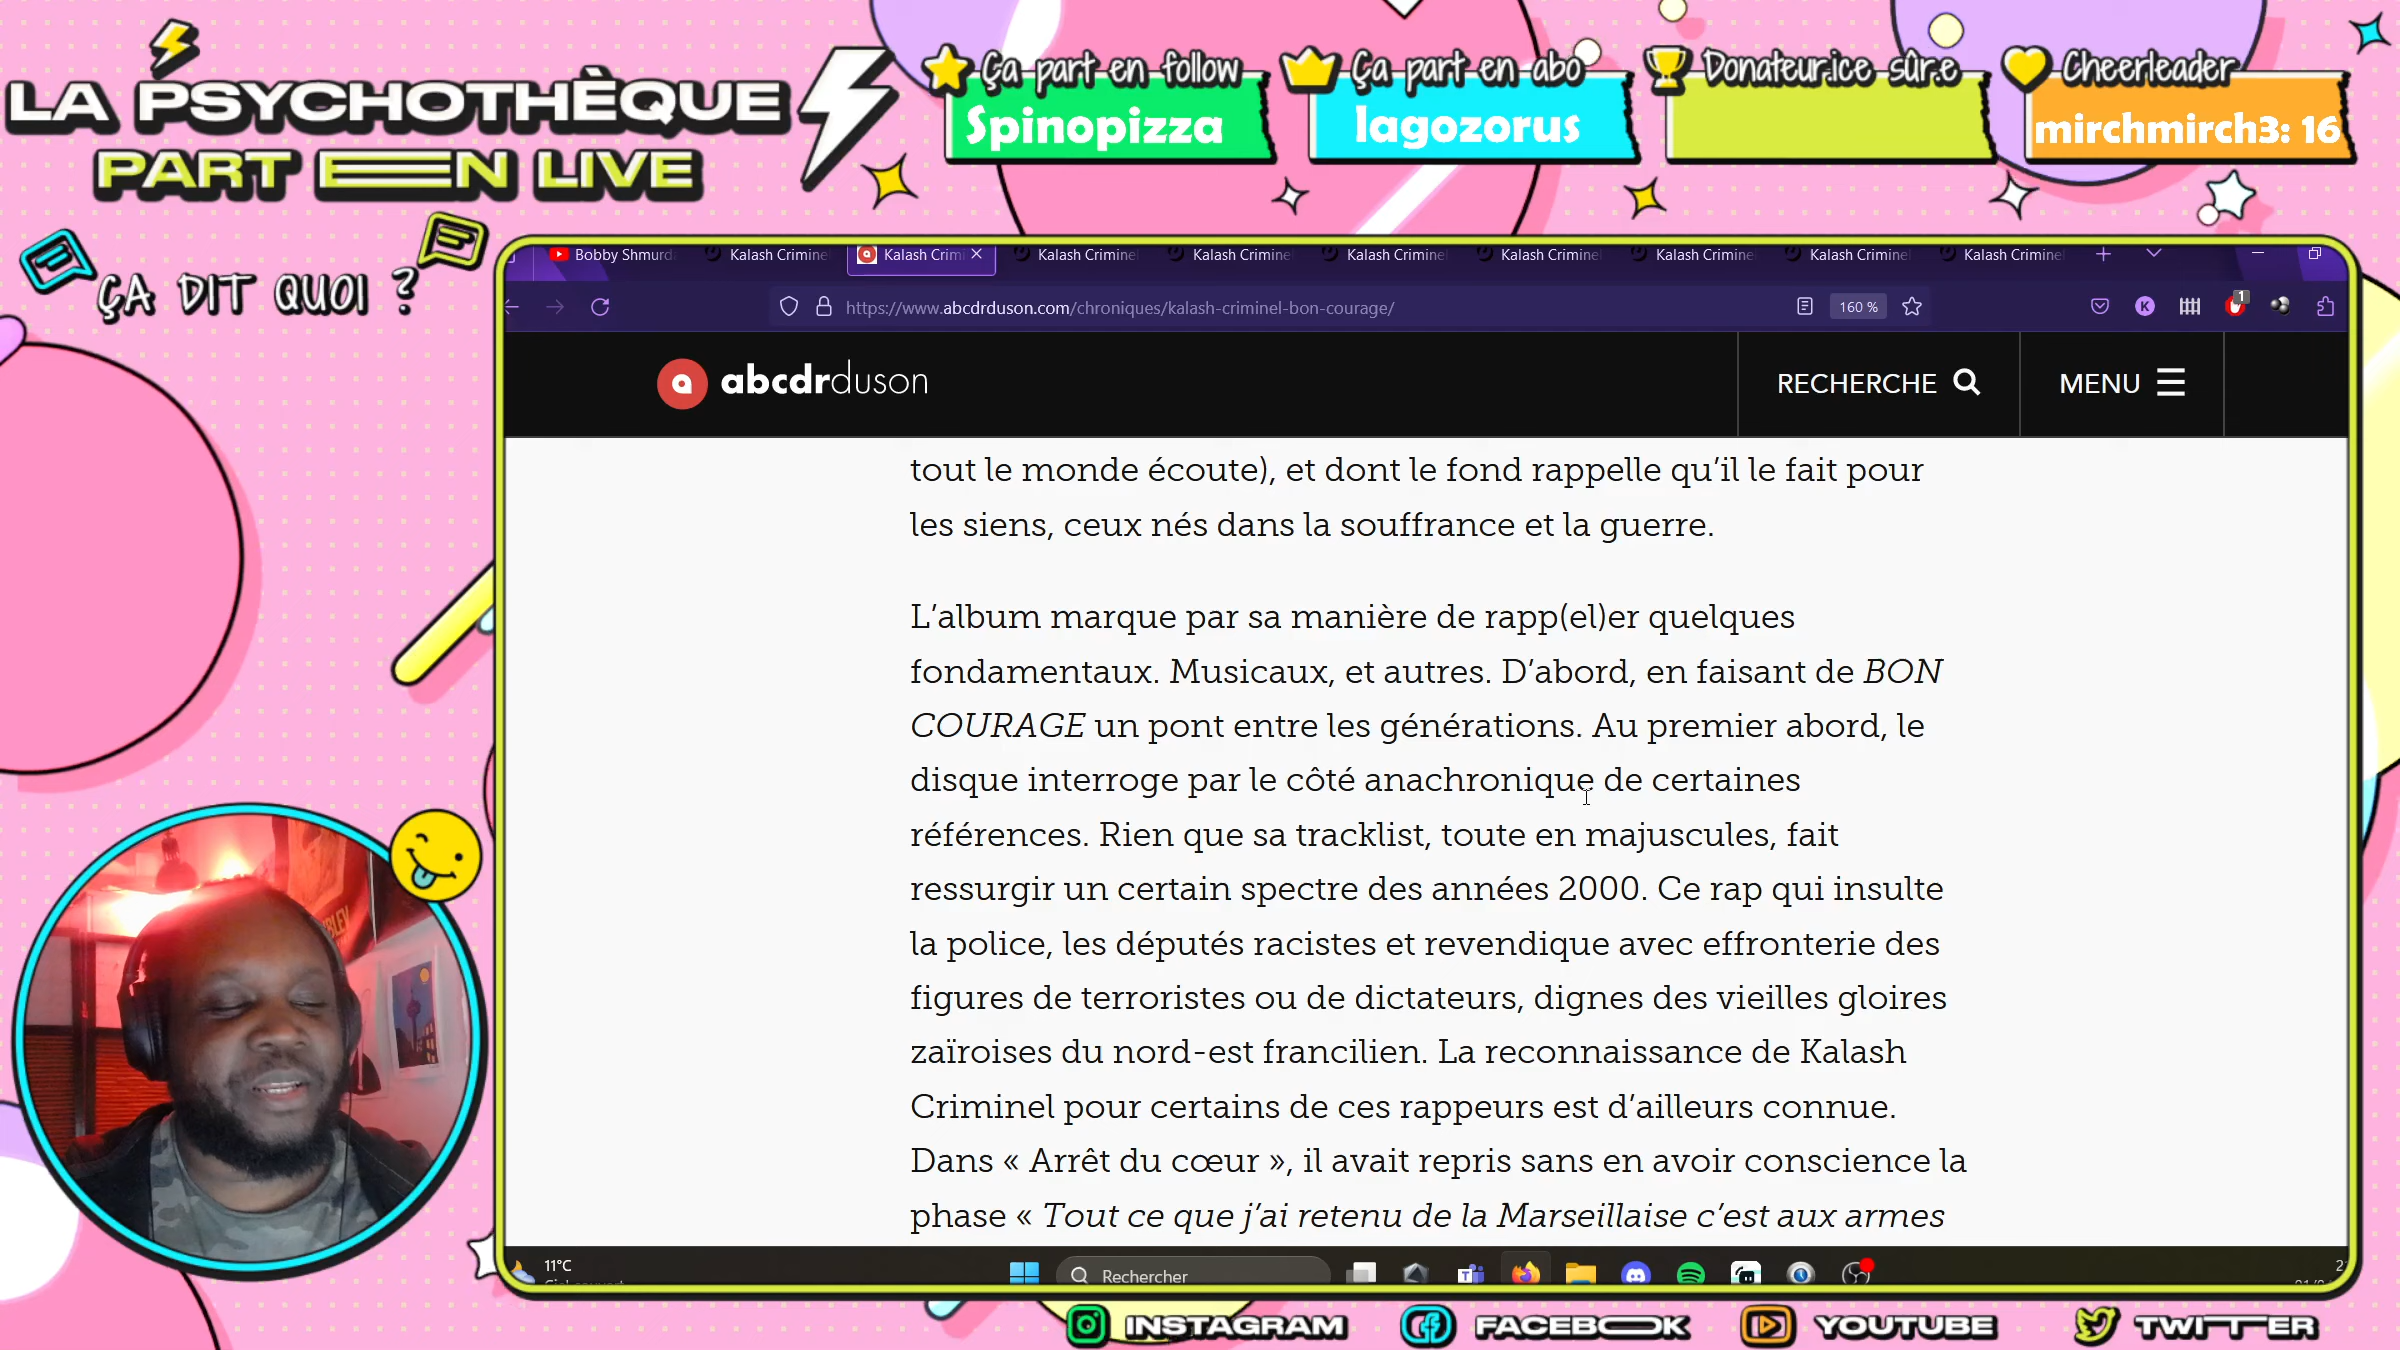 LA PSYCHOTHÈQUE
PART EN LIVE
Ça part en follow
Spinopizza
Ça part en abo
lagozorus
Donateur.ice sûr.e
Cheerleader
mirchmirch3: 16
ÇA DIT QUOI ?
Bobby Shmurd
Kalash Crimine
Kalash Crimi
Kalash Criminel
Kalash Criminel
Kalash Criminel
Kalash Criminel
Kalash Crimine
Kalash Criminel
Kalash Criminel
https://www.abcdrduson.com/chroniques/kalash-criminel-bon-courage/
160 %
K
1
a abcdrduson
RECHERCHE
MENU
tout le monde écoute), et dont le fond rappelle qu’il le fait pour
les siens, ceux nés dans la souffrance et la guerre.
L’album marque par sa manière de rapp(el)er quelques
fondamentaux. Musicaux, et autres. D’abord, en faisant de BON
COURAGE un pont entre les générations. Au premier abord, le
disque interroge par le côté anachronique de certaines
références. Rien que sa tracklist, toute en majuscules, fait
ressurgir un certain spectre des années 2000. Ce rap qui insulte
la police, les députés racistes et revendique avec effronterie des
figures de terroristes ou de dictateurs, dignes des vieilles gloires
zaïroises du nord-est francilien. La reconnaissance de Kalash
Criminel pour certains de ces rappeurs est d’ailleurs connue.
Dans « Arrêt du cœur », il avait repris sans en avoir conscience la
phase « Tout ce que j’ai retenu de la Marseillaise c’est aux armes
11°C
Rechercher
INSTAGRAM
FACEBOOK
YOUTUBE
TWITTER